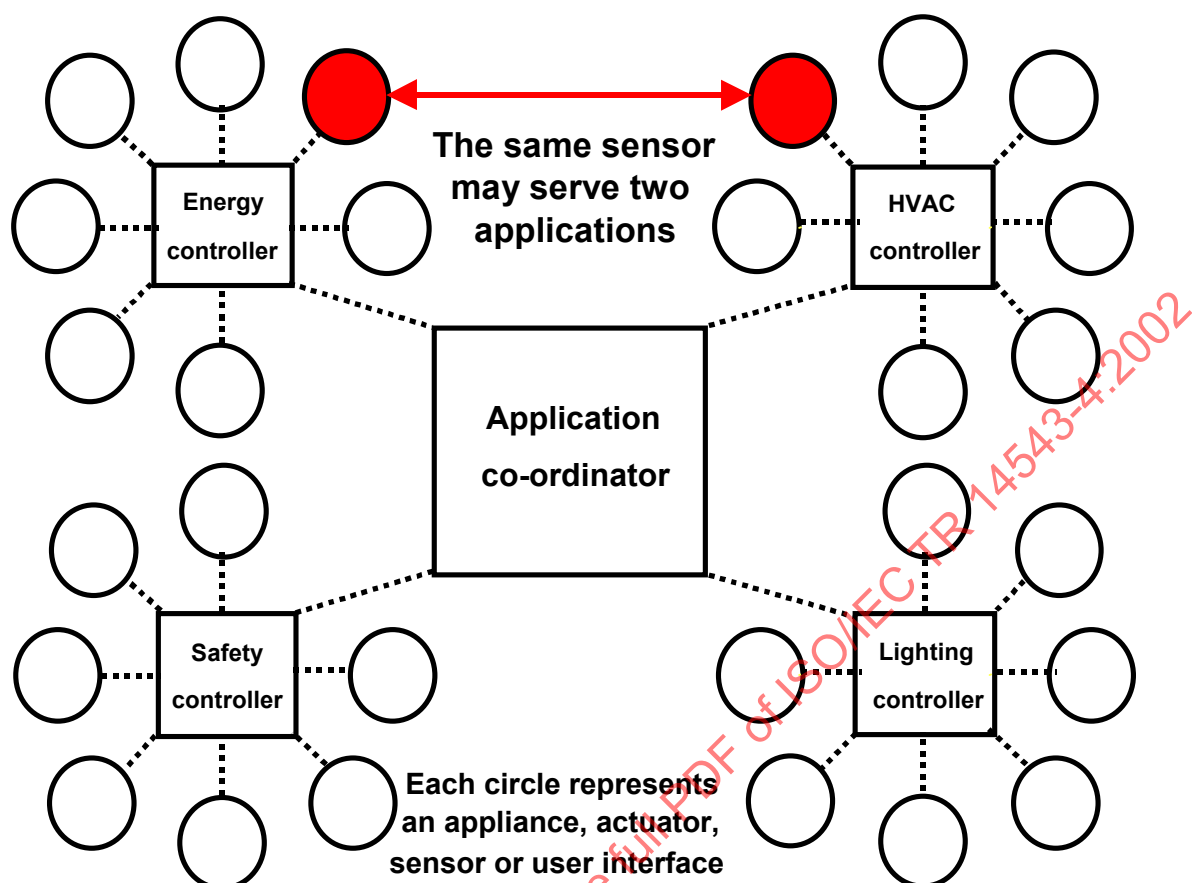 The same sensor
may serve two
applications
Energy
controller
HVAC
controller
Application
co-ordinator
Safety
controller
Lighting
controller
Each circle represents
an appliance, actuator,
sensor or user interface
full PDF of ISO/IEC TR 14543-4:2002